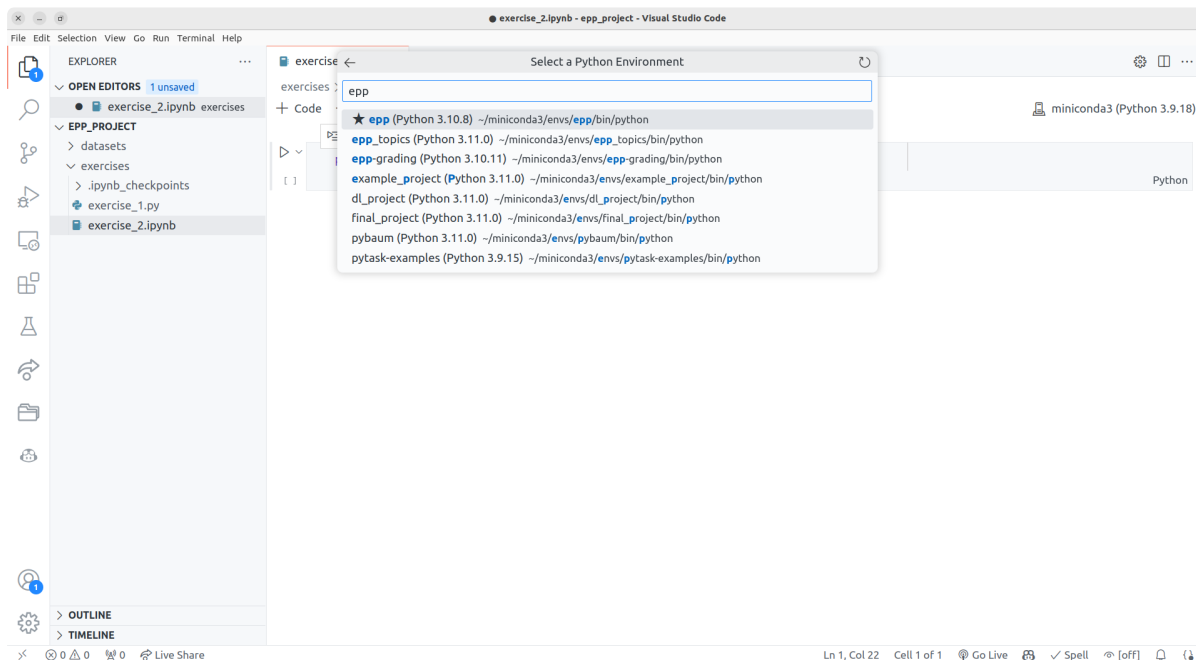 ● exercise_2.ipynb - epp_project - Visual Studio Code
File Edit Selection View Go Run Terminal Help
EXPLORER
OPEN EDITORS 1 unsaved
● exercise_2.ipynb exercises
EPP_PROJECT
datasets
exercises
.ipynb_checkpoints
exercise_1.py
exercise_2.ipynb
OUTLINE
TIMELINE
1
1
exercise
exercises
+ Code
miniconda3 (Python 3.9.18)
[ ]
Python
Select a Python Environment
epp
★ epp (Python 3.10.8) ~/miniconda3/envs/epp/bin/python
epp_topics (Python 3.11.0) ~/miniconda3/envs/epp_topics/bin/python
epp-grading (Python 3.10.11) ~/miniconda3/envs/epp-grading/bin/python
example_project (Python 3.11.0) ~/miniconda3/envs/example_project/bin/python
dl_project (Python 3.11.0) ~/miniconda3/envs/dl_project/bin/python
final_project (Python 3.11.0) ~/miniconda3/envs/final_project/bin/python
pybaum (Python 3.11.0) ~/miniconda3/envs/pybaum/bin/python
pytask-examples (Python 3.9.15) ~/miniconda3/envs/pytask-examples/bin/python
0 0 0 Live Share
Ln 1, Col 22 Cell 1 of 1 Go Live Spell [off]